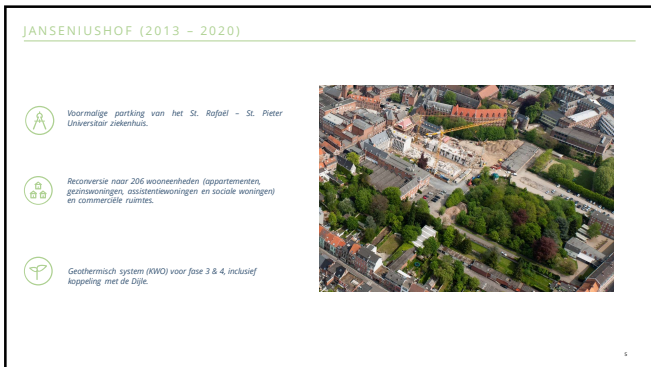 JANSENIUSHOF (2013 – 2020)
Voormalige partking van het St. Rafaël – St. Pieter
Universitair ziekenhuis.
Reconversie naar 206 wooneenheden (appartementen,
gezinswoningen, assistentiewoningen en sociale woningen)
en commerciële ruimtes.
Geothermisch system (KWO) voor fase 3 & 4, inclusief
koppeling met de Dijle.
5